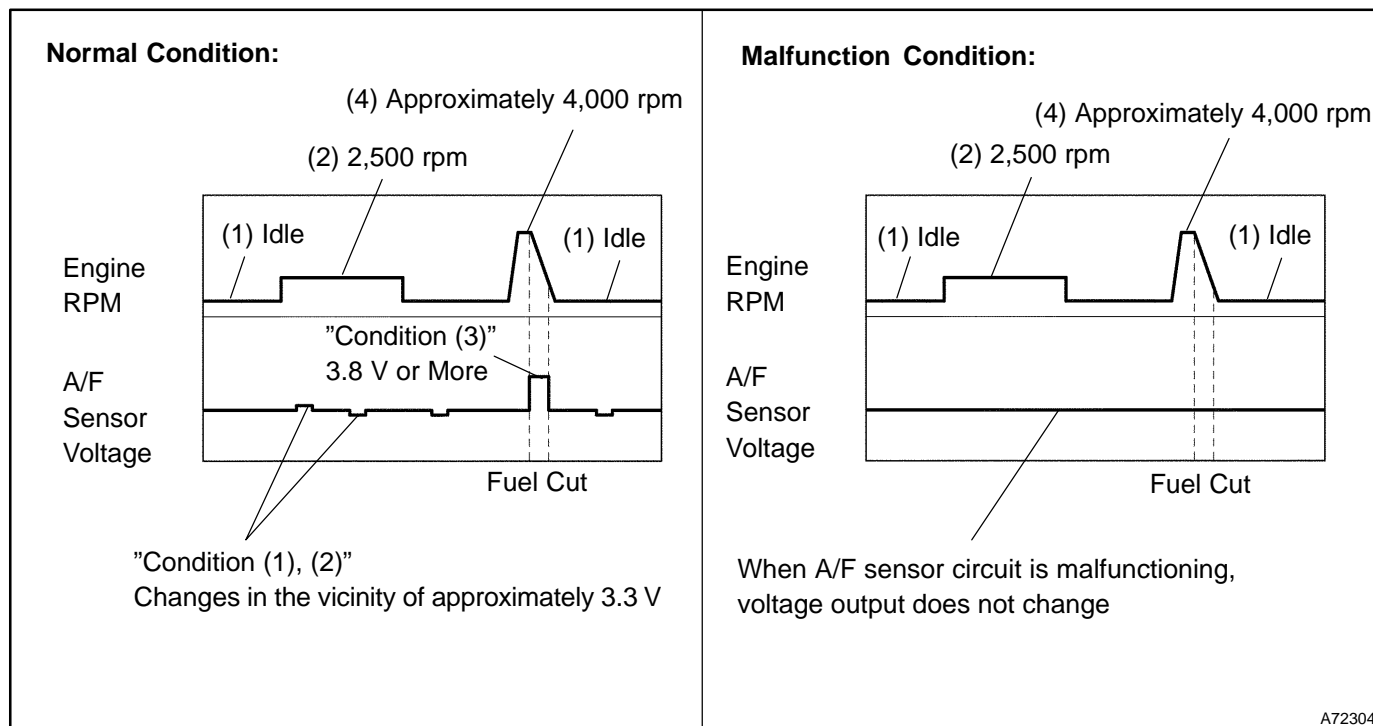 Normal Condition:
(4) Approximately 4,000 rpm
(2) 2,500 rpm
(1) Idle
(1) Idle
Engine
RPM
”Condition (3)”
3.8 V or More
A/F
Sensor
Voltage
Fuel Cut
”Condition (1), (2)”
Changes in the vicinity of approximately 3.3 V
Malfunction Condition:
(4) Approximately 4,000 rpm
(2) 2,500 rpm
(1) Idle
(1) Idle
Engine
RPM
A/F
Sensor
Voltage
Fuel Cut
When A/F sensor circuit is malfunctioning,
voltage output does not change
A72304